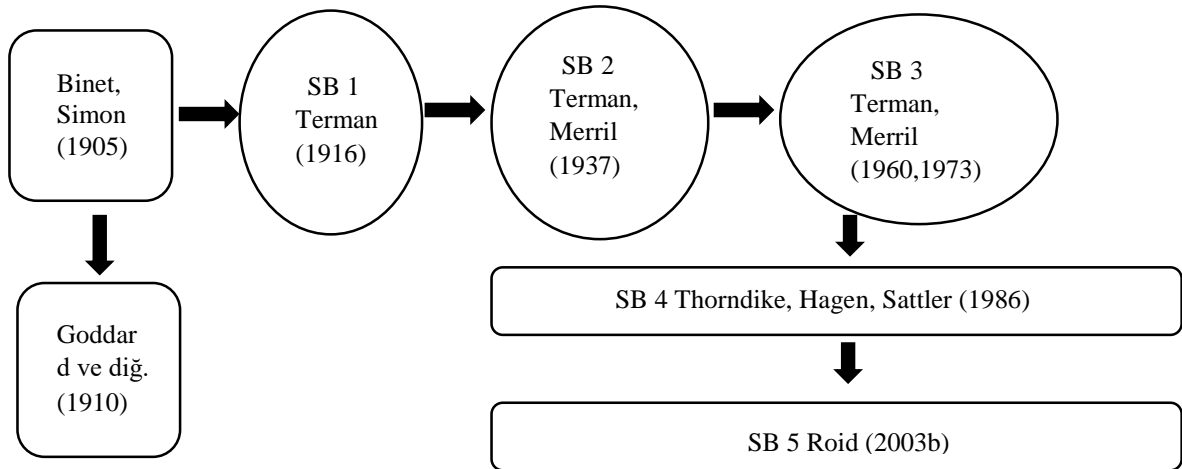 Binet,
Simon
(1905)
SB 1
Terman
(1916)
SB 2
Terman,
Merril
(1937)
SB 3
Terman,
Merril
(1960,1973)
Goddar
d ve diğ.
(1910)
SB 4 Thorndike, Hagen, Sattler (1986)
SB 5 Roid (2003b)